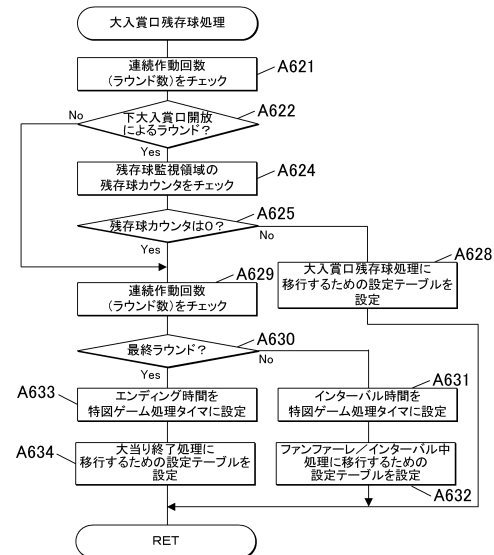 大入賞口残存球処理
連続作動回数
(ラウンド数)をチェック
A621
下大入賞口開放
によるラウンド?
A622
No
Yes
残存球監視領域の
残存球カウンタをチェック
A624
残存球カウンタは0?
A625
Yes
No
大入賞口残存球処理に
移行するための設定テーブルを
設定
A628
連続作動回数
(ラウンド数)をチェック
A629
最終ラウンド?
A630
Yes
No
A633
エンディング時間を
特図ゲーム処理タイマに設定
インターバル時間を
特図ゲーム処理タイマに設定
A631
A634
大当り終了処理に
移行するための設定テーブルを
設定
ファンファーレ/インターバル中
処理に移行するための
設定テーブルを設定
A632
RET